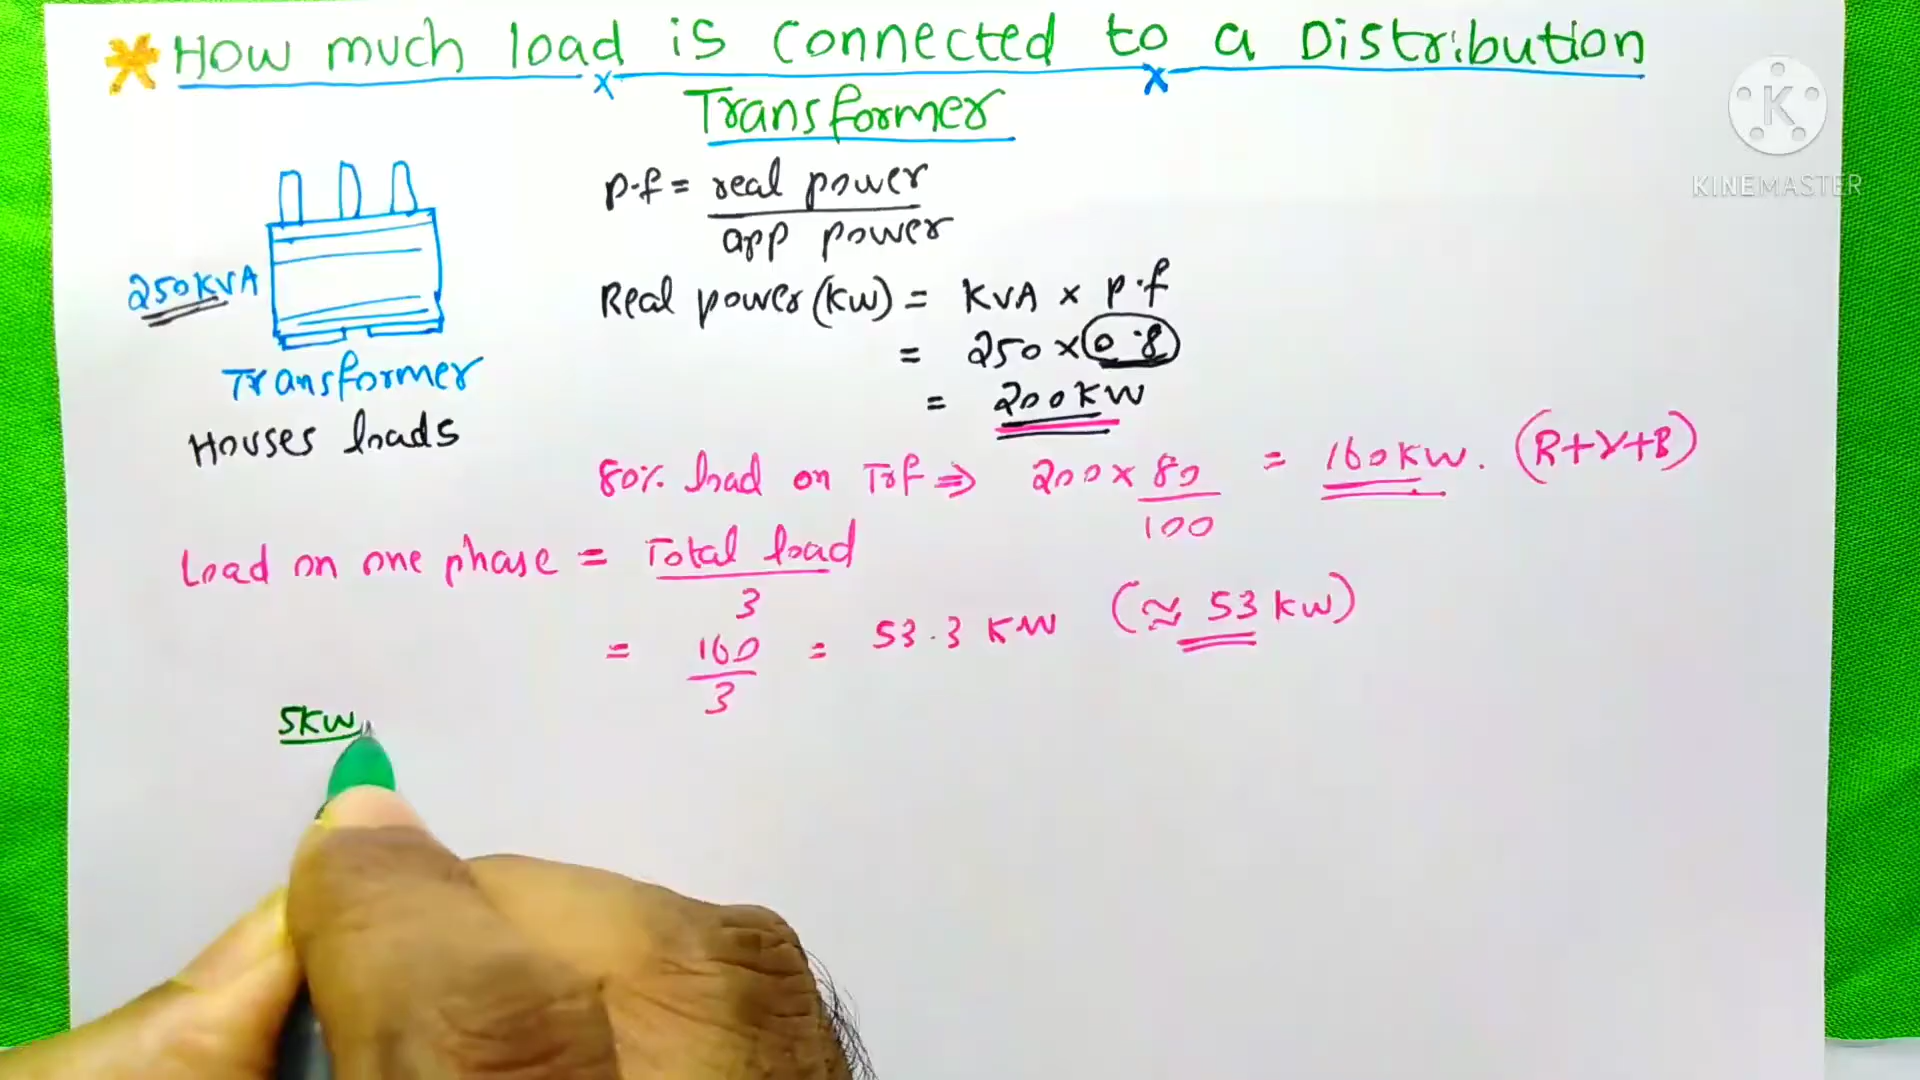 How much load is connected to a Distribution
Transformer
K
KINEMASTER
250KVA
Transformer
Houses loads
p.f = real power
app power
Real power (KW) = KVA × p.f
= 250 × 0.8
= 200KW
80% load on Trf ⇒ 200 × 80 = 160KW. (R+Y+B)
100
Load on one phase = Total load
3
= 160 = 53.3 KW (≈ 53 KW)
3
5KW